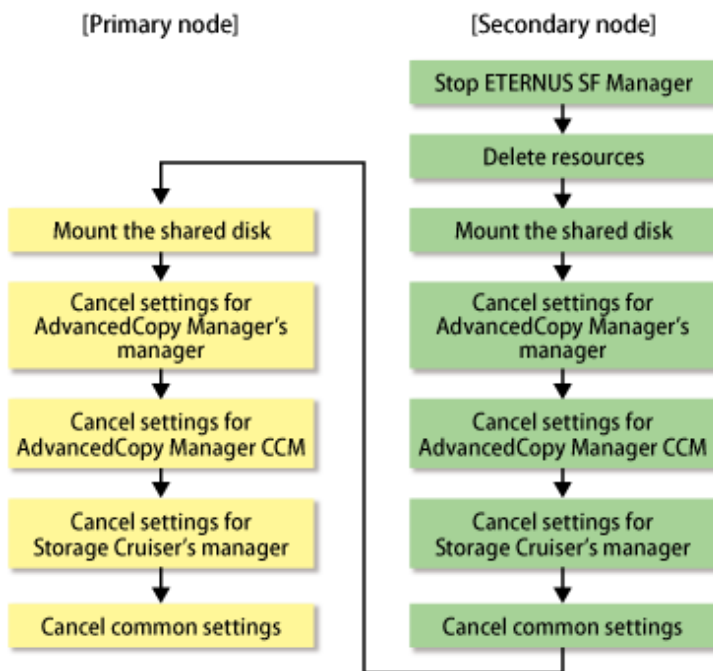 [Primary node]
[Secondary node]
Stop ETERNUS SF Manager
Delete resources
Mount the shared disk
Cancel settings for
AdvancedCopy Manager's
manager
Cancel settings for
AdvancedCopy Manager CCM
Cancel settings for
Storage Cruiser's manager
Cancel common settings
Mount the shared disk
Cancel settings for
AdvancedCopy Manager's
manager
Cancel settings for
AdvancedCopy Manager CCM
Cancel settings for
Storage Cruiser's manager
Cancel common settings